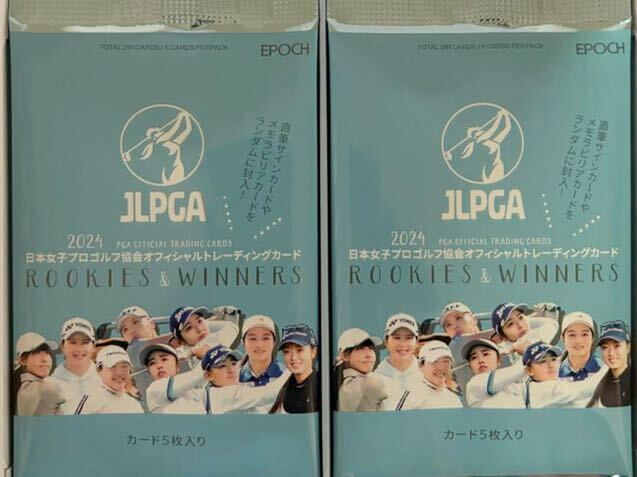 TOTAL 291 CARDS / 5 CARDS PER PACK
EPOCH
直筆サインカードや
メモラビリアカードを
ランダムに封入!
JLPGA
2024 PGA OFFICIAL TRADING CARDS
日本女子プロゴルフ協会オフィシャルトレーディングカード
ROOKIES & WINNERS
YONEX
カード5枚入り
TOTAL 291 CARDS / 5 CARDS PER PACK
EPOCH
直筆サインカードや
メモラビリアカードを
ランダムに封入!
JLPGA
2024 PGA OFFICIAL TRADING CARDS
日本女子プロゴルフ協会オフィシャルトレーディングカード
ROOKIES & WINNERS
カード5枚入り